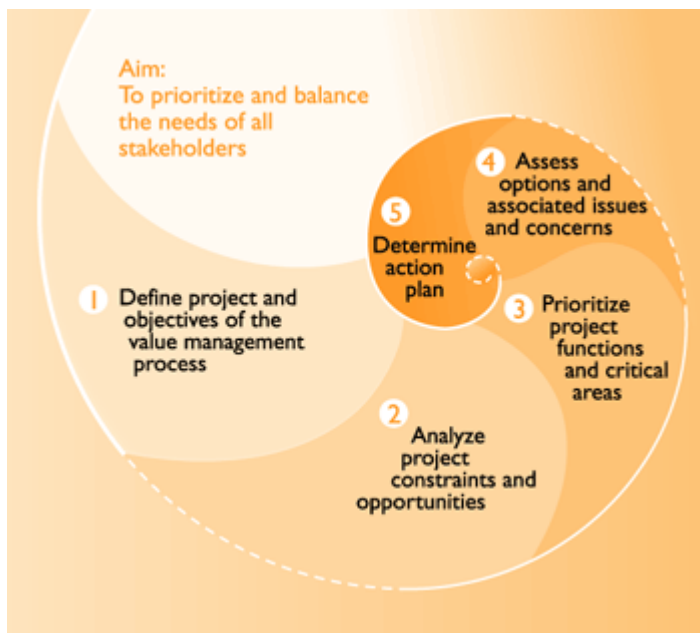 Aim:
To prioritize and balance
the needs of all
stakeholders
1 Define project and
objectives of the
value management
process
2
Analyze
project
constraints and
opportunities
3 Prioritize
project
functions
and critical
areas
4 Assess
options and
associated issues
and concerns
5
Determine
action
plan